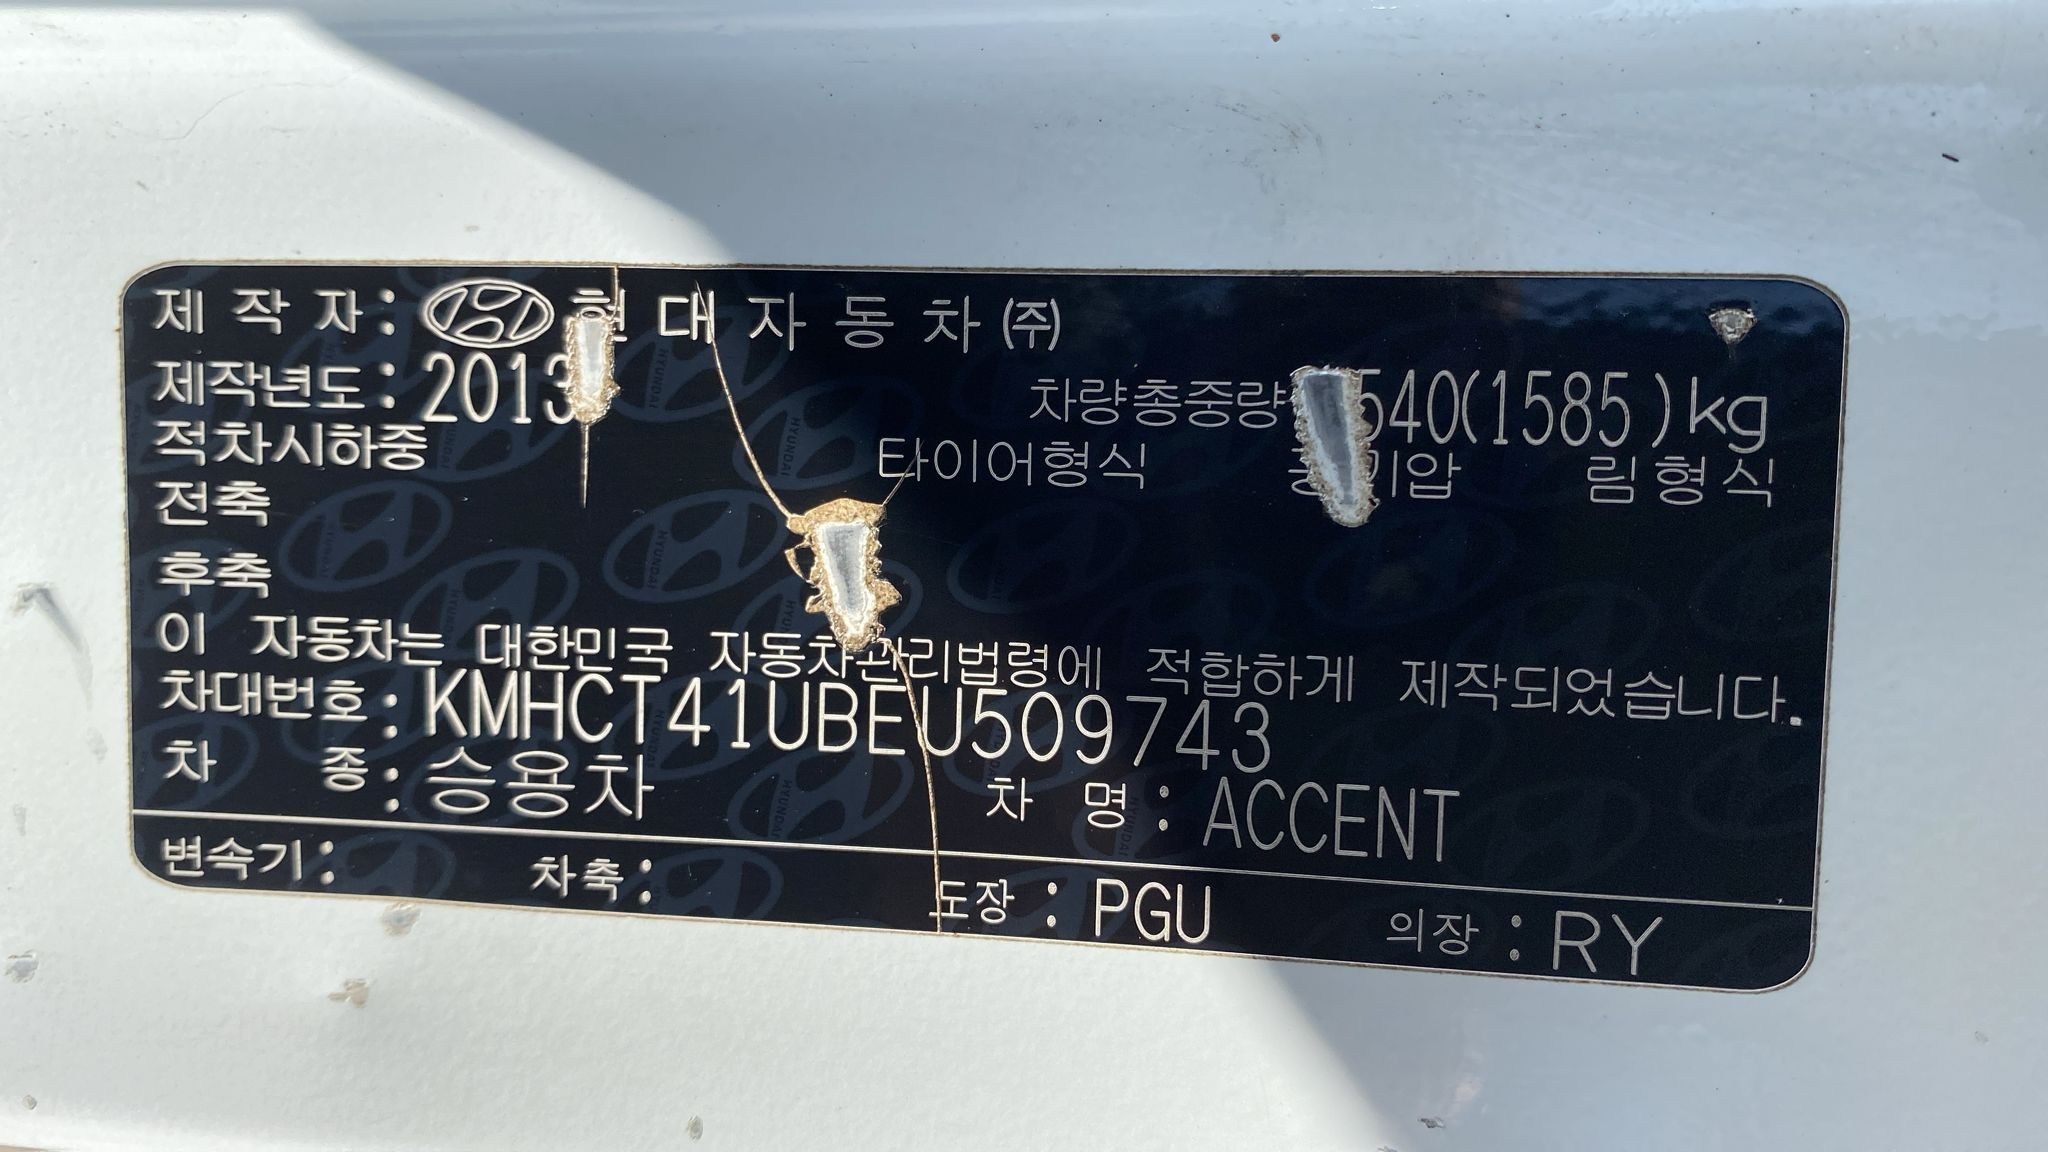 제 작 자 : 현 대 자 동 차 ㈜
제작년도 : 2013
차량총중량 540(1585)kg
적차시하중
타이어형식 공기압 림형식
전축
후축
이 자동차는 대한민국 자동차관리법령에 적합하게 제작되었습니다.
차대번호 : KMHCT41UBEU509743
차 종 : 승용차
차 명 : ACCENT
변속기 : 차축 : 도장 : PGU 의장 : RY